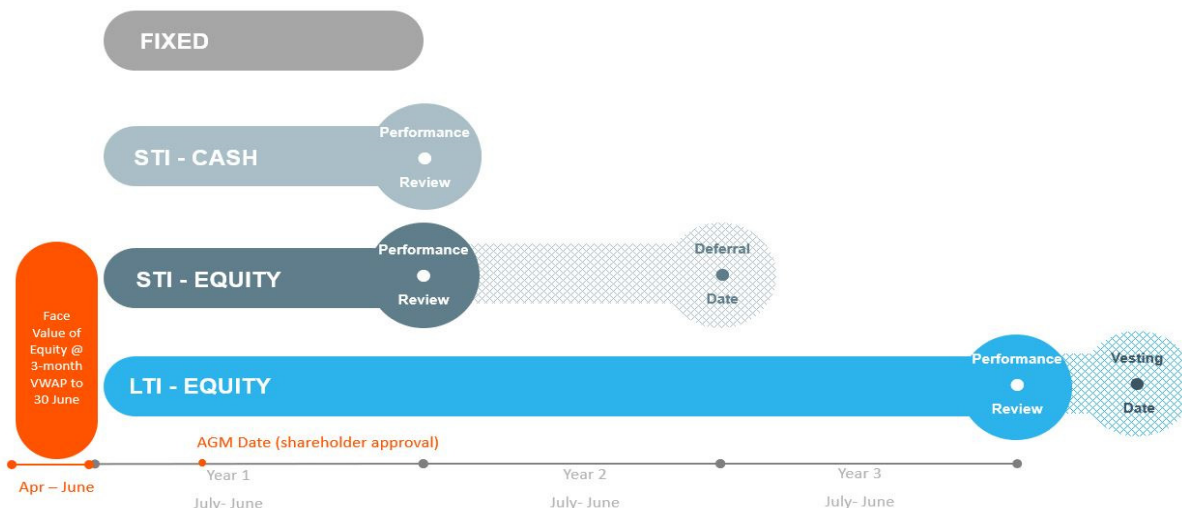 FIXED
Performance
STI - CASH
Review
Performance
Deferral
STI - EQUITY
Review
Date
Face
Value of
Equity @
3-month
VWAP to
30 June
Performance
Vesting
LTI - EQUITY
Review
Date
AGM Date (shareholder approval)
Apr – June
Year 1
July- June
Year 2
July- June
Year 3
July- June